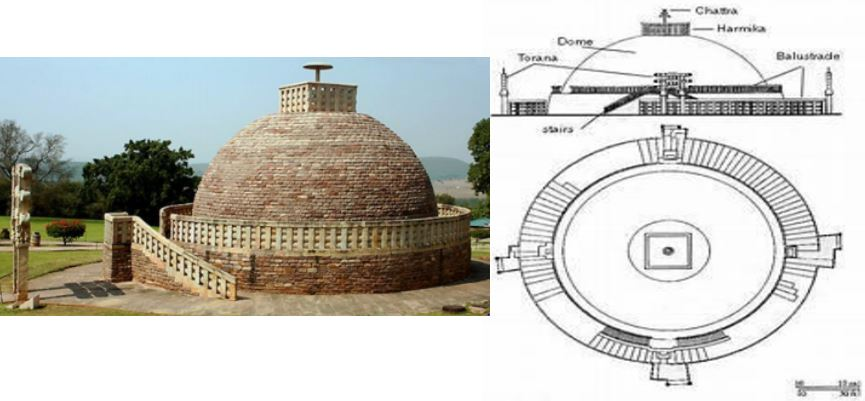 Chattra
Harmika
Dome
Torana
Balustrade
stairs